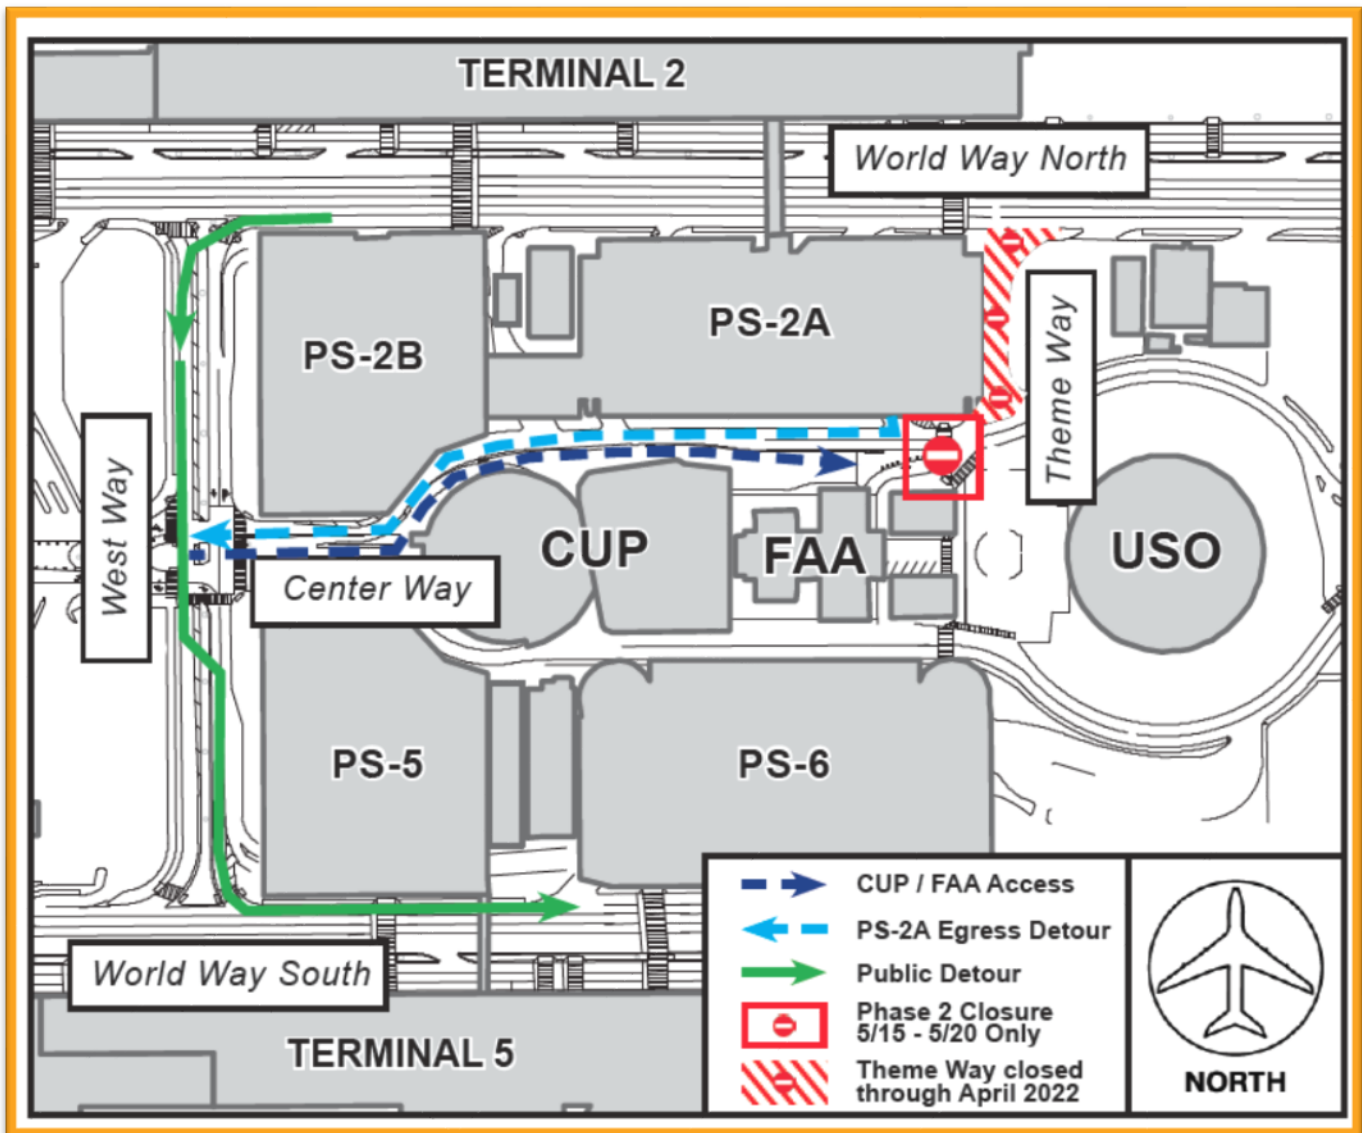 TERMINAL 2
World Way North
PS-2A
PS-2B
Theme Way
West Way
CUP
FAA
USO
Center Way
PS-5
PS-6
CUP / FAA Access
PS-2A Egress Detour
Public Detour
Phase 2 Closure
5/15 - 5/20 Only
Theme Way closed
through April 2022
World Way South
TERMINAL 5
NORTH